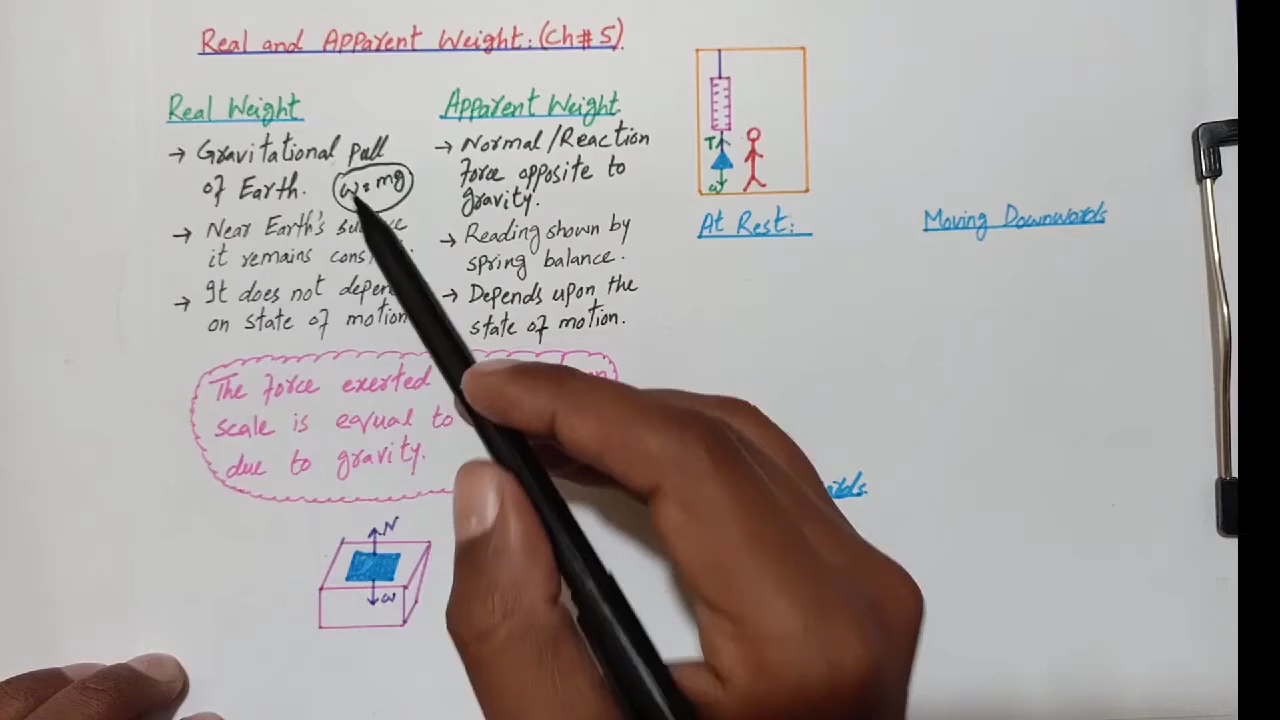 Real and Apparent Weight: (Ch# 5)
Real Weight
→ Gravitational pull
of Earth. w = mg
→ Near Earth's
it remains
→ It does not
on state of motion
Apparent Weight
→ Normal/Reaction
force opposite to
gravity.
→ Reading shown by
spring balance.
→ Depends upon the
state of motion.
The force exerted
scale is equal to
due to gravity.
N
w
T
w
At Rest:
Moving Downwards